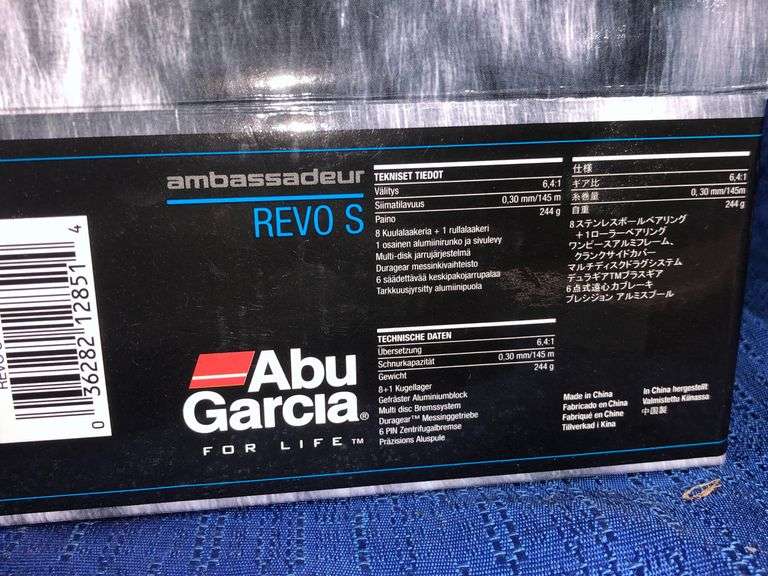 ambassadeur
REVO S
REVO S
0 36282 12851 4
Abu
Garcia®
FOR LIFE TM
TEKNISET TIEDOT
Välitys 6,4:1
Siimatilavuus 0,30 mm/145 m
Paino 244 g
8 Kuulalaakeria + 1 rullalaakeri
1 osainen alumiinirunko ja sivulevy
Multi-disk jarrujärjestelmä
Duragear messinkivaihteisto
6 säädettävää keskipakojarrupalaa
Tarkkuusjyrsitty alumiinipuola
TECHNISCHE DATEN
Übersetzung 6,4:1
Schnurkapazität 0,30 mm/145 m
Gewicht 244 g
8+1 Kugellager
Gefräster Aluminiumblock
Multi disc Bremssystem
Duragear™ Messinggetriebe
6 PIN Zentrifugalbremse
Präzisions Aluspule
仕様
ギア比 6,4:1
糸巻量 0, 30 mm/145m
自重 244 g
8ステンレスボールベアリング
+1ローラーベアリング
ワンピースアルミフレーム、
クランクサイドカバー
マルチディスクドラグシステム
デュラギアTMブラスギア
6点式遠心力ブレーキ
プレシジョン アルミスプール
Made in China
Fabricado en China
Fabriqué en Chine
Tillverkad i Kina
In China hergestellt
Valmistettu Kiinassa
中国製